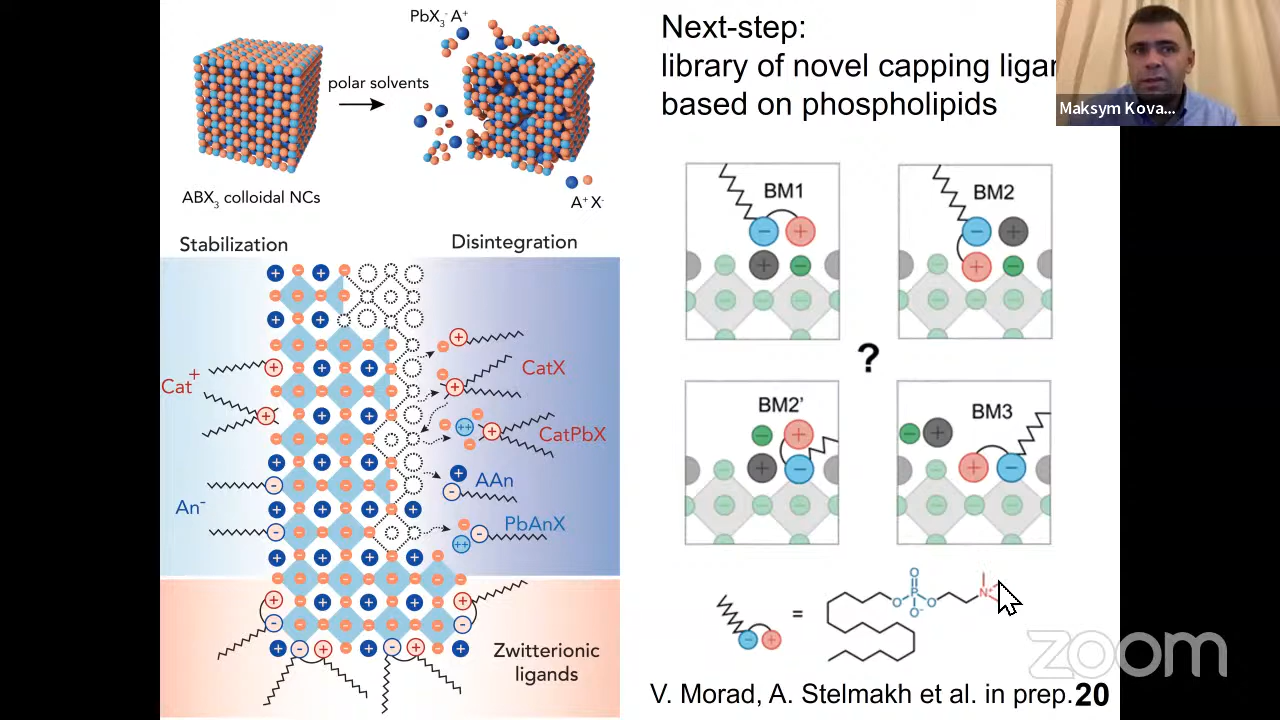 PbX3- A+
polar solvents
ABX3 colloidal NCs
A+ X-
Stabilization
Disintegration
Cat+
CatX
CatPbX
An-
AAn
PbAnX
Zwitterionic
ligands
Next-step:
library of novel capping ligan
based on phospholipids
Maksym Kova...
BM1
BM2
?
BM2'
BM3
=
O
O P O
O-
N+
V. Morad, A. Stelmakh et al. in prep. 20
zoom